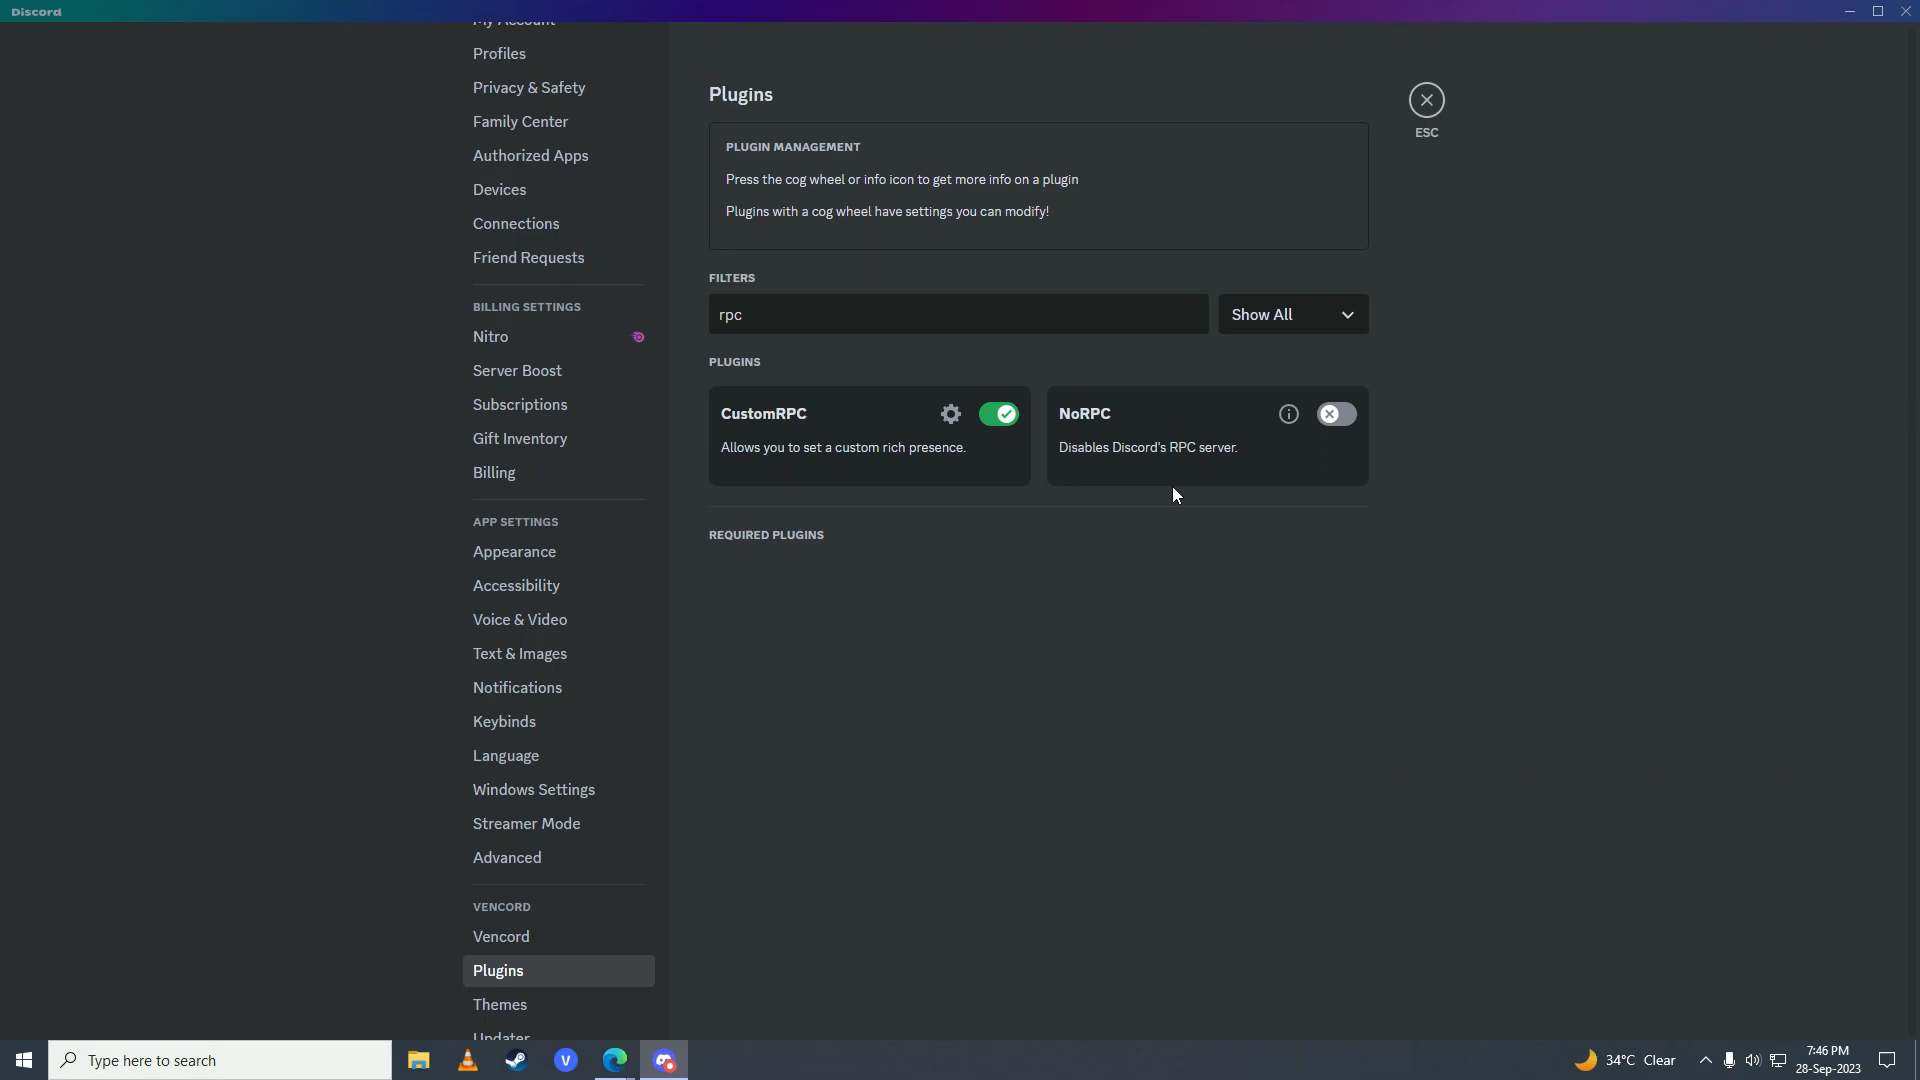 Discord
My Account
Profiles
Privacy & Safety
Family Center
Authorized Apps
Devices
Connections
Friend Requests
BILLING SETTINGS
Nitro
Server Boost
Subscriptions
Gift Inventory
Billing
APP SETTINGS
Appearance
Accessibility
Voice & Video
Text & Images
Notifications
Keybinds
Language
Windows Settings
Streamer Mode
Advanced
VENCORD
Vencord
Plugins
Themes
Updater
Plugins
ESC
PLUGIN MANAGEMENT
Press the cog wheel or info icon to get more info on a plugin
Plugins with a cog wheel have settings you can modify!
FILTERS
rpc
Show All
PLUGINS
CustomRPC
Allows you to set a custom rich presence.
NoRPC
Disables Discord's RPC server.
REQUIRED PLUGINS
Type here to search
V
34°C Clear
7:46 PM
28-Sep-2023